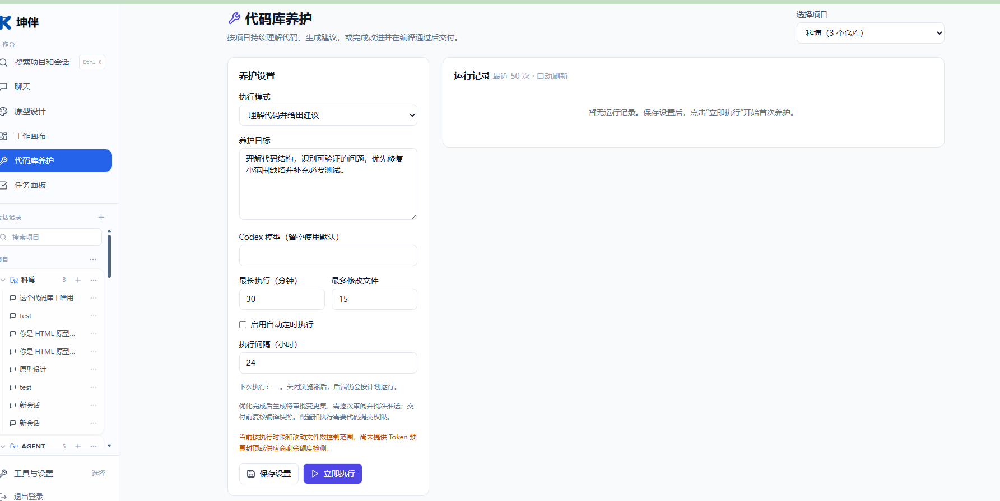 坤伴
工作台
搜索项目和会话 Ctrl K
聊天
原型设计
工作画布
代码库养护
任务面板
会话记录
搜索项目
项目
科博 8
这个代码库干啥用
test
你是 HTML 原型...
你是 HTML 原型...
原型设计
test
新会话
新会话
AGENT 5
工具与设置 选择
退出登录
代码库养护
按项目持续理解代码、生成建议，或完成改进并在编译通过后交付。
选择项目
科博（3 个仓库）
养护设置
执行模式
理解代码并给出建议
养护目标
理解代码结构，识别可验证的问题，优先修复
小范围缺陷并补充必要测试。
Codex 模型（留空使用默认）
最长执行（分钟） 最多修改文件
30 15
启用自动定时执行
执行间隔（小时）
24
下次执行：—。关闭浏览器后，后端仍会按计划运行。
优化完成后生成待审批变更集，需逐次审阅并批准推送；交
付前复核编译快照。配置和执行需要代码提交权限。
当前按执行时限和改动文件数控制范围，尚未提供 Token 预
算封顶或供应商剩余额度检测。
保存设置 立即执行
运行记录 最近 50 次 · 自动刷新
暂无运行记录。保存设置后，点击“立即执行”开始首次养护。